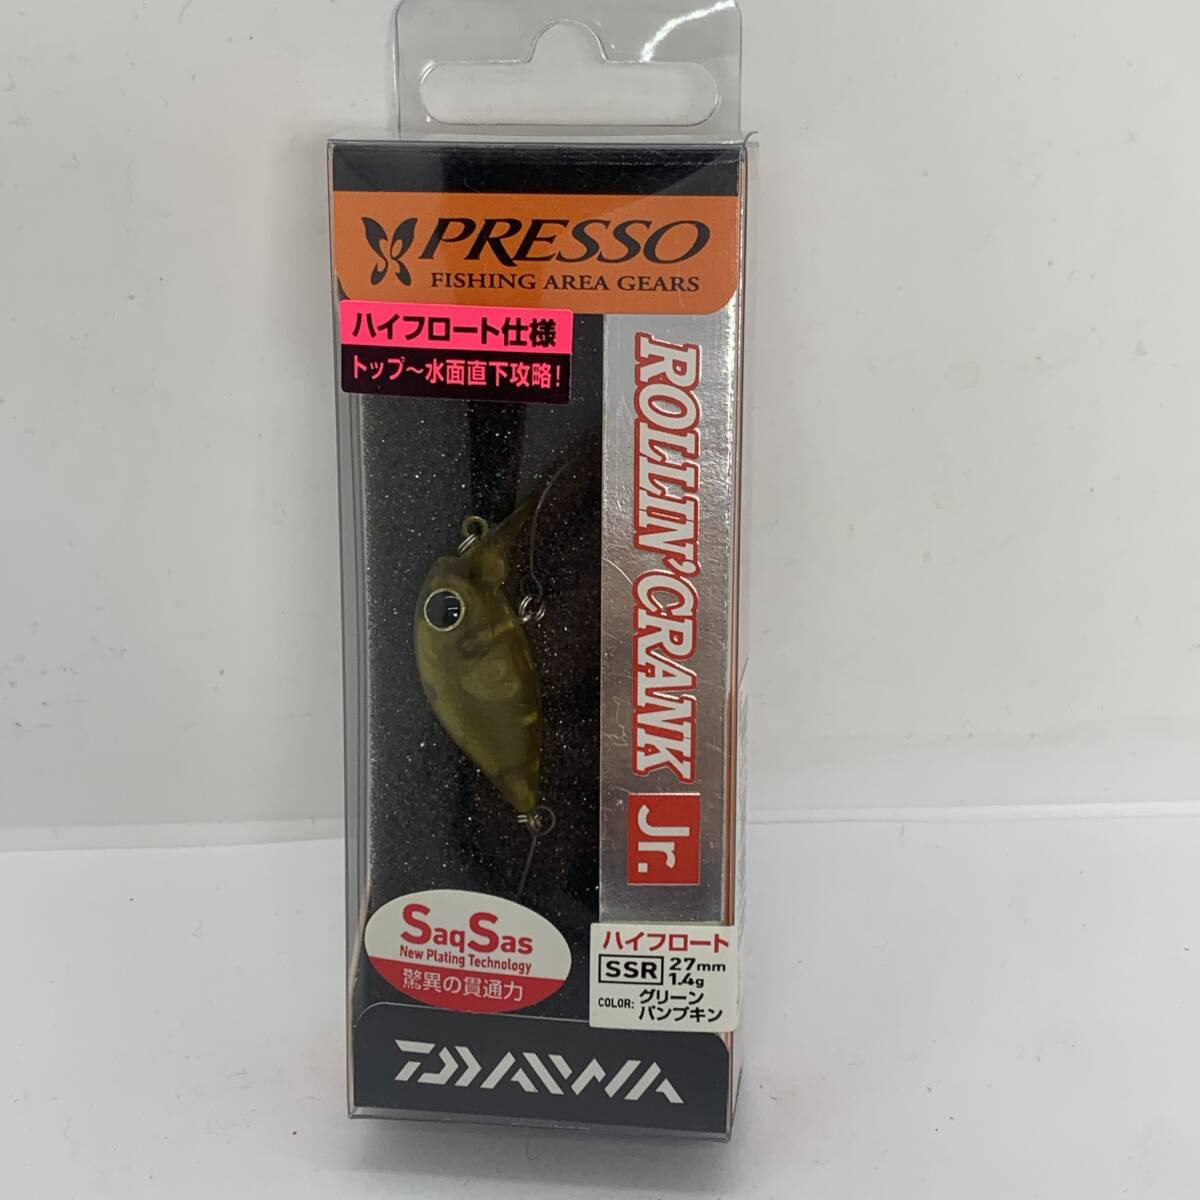 PRESSO
FISHING AREA GEARS
ハイフロート仕様
トップ～水面直下攻略!
ROLLIN'CRANK Jr.
SaqSas
New Plating Technology
驚異の貫通力
ハイフロート
SSR 27mm 1.4g
COLOR: グリーン
パンプキン
DAIWA